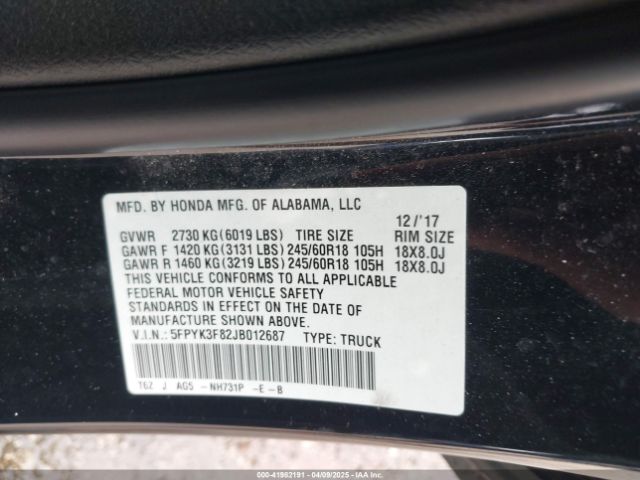 MFD. BY HONDA MFG. OF ALABAMA, LLC
12/'17
GVWR 2730 KG(6019 LBS) TIRE SIZE RIM SIZE
GAWR F 1420 KG(3131 LBS) 245/60R18 105H 18X8.0J
GAWR R 1460 KG(3219 LBS) 245/60R18 105H 18X8.0J
THIS VEHICLE CONFORMS TO ALL APPLICABLE
FEDERAL MOTOR VEHICLE SAFETY
STANDARDS IN EFFECT ON THE DATE OF
MANUFACTURE SHOWN ABOVE.
V.I.N.: 5FPYK3F82JB012687 TYPE: TRUCK
T6Z J AG5 -NH731P -E-B
000-41982191 - 04/09/2025 - IAAI.COM